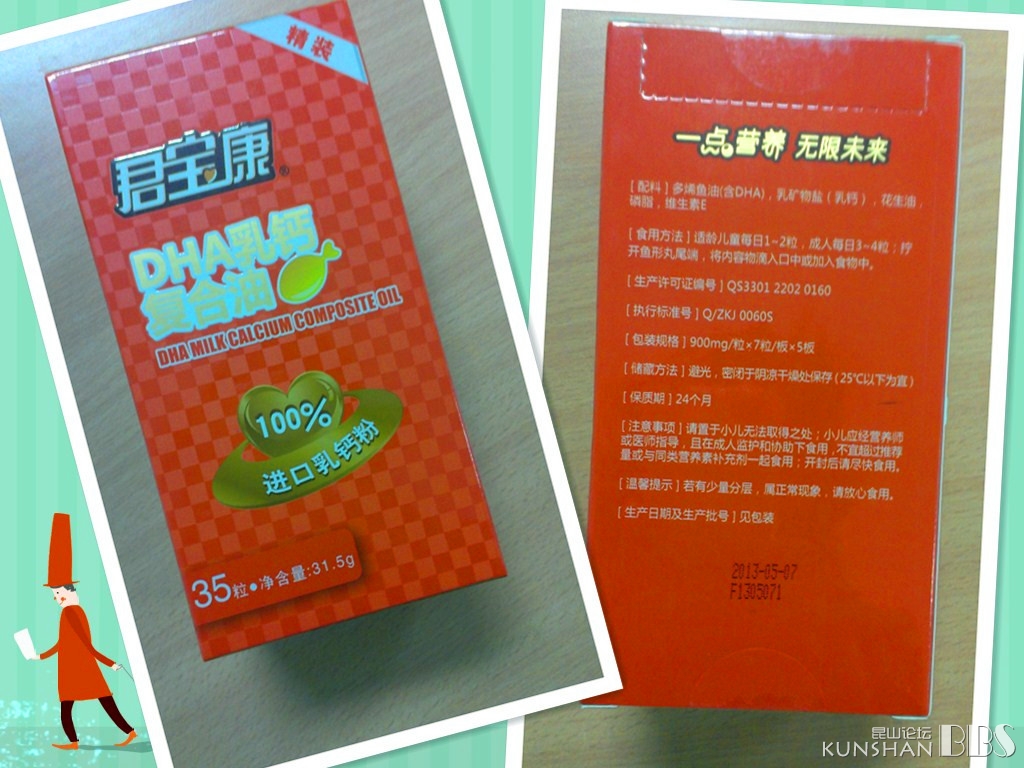 精装
君宝康®
DHA乳钙
复合油
DHA MILK CALCIUM COMPOSITE OIL
100%
进口乳钙粉
35粒●净含量:31.5g
一点营养 无限未来
[ 配料 ] 多烯鱼油(含DHA)，乳矿物盐（乳钙），花生油，
磷脂，维生素E
[ 食用方法 ] 适龄儿童每日1~2粒，成人每日3~4粒；拧
开鱼形丸尾端，将内容物滴入口中或加入食物中。
[ 生产许可证编号 ] QS3301 2202 0160
[ 执行标准号 ] Q/ZKJ 0060S
[ 包装规格 ] 900mg/粒×7粒/板×5板
[ 储藏方法 ] 避光，密闭于阴凉干燥处保存 ( 25℃以下为宜 )
[ 保质期 ] 24个月
[ 注意事项 ] 请置于小儿无法取得之处；小儿应经营养师
或医师指导，且在成人监护和协助下食用，不宜超过推荐
量或与同类营养素补充剂一起食用；开封后请尽快食用。
[ 温馨提示 ] 若有少量分层，属正常现象，请放心食用。
[ 生产日期及生产批号 ] 见包装
2013-05-07
F1305071
昆山论坛
KUNSHAN BBS